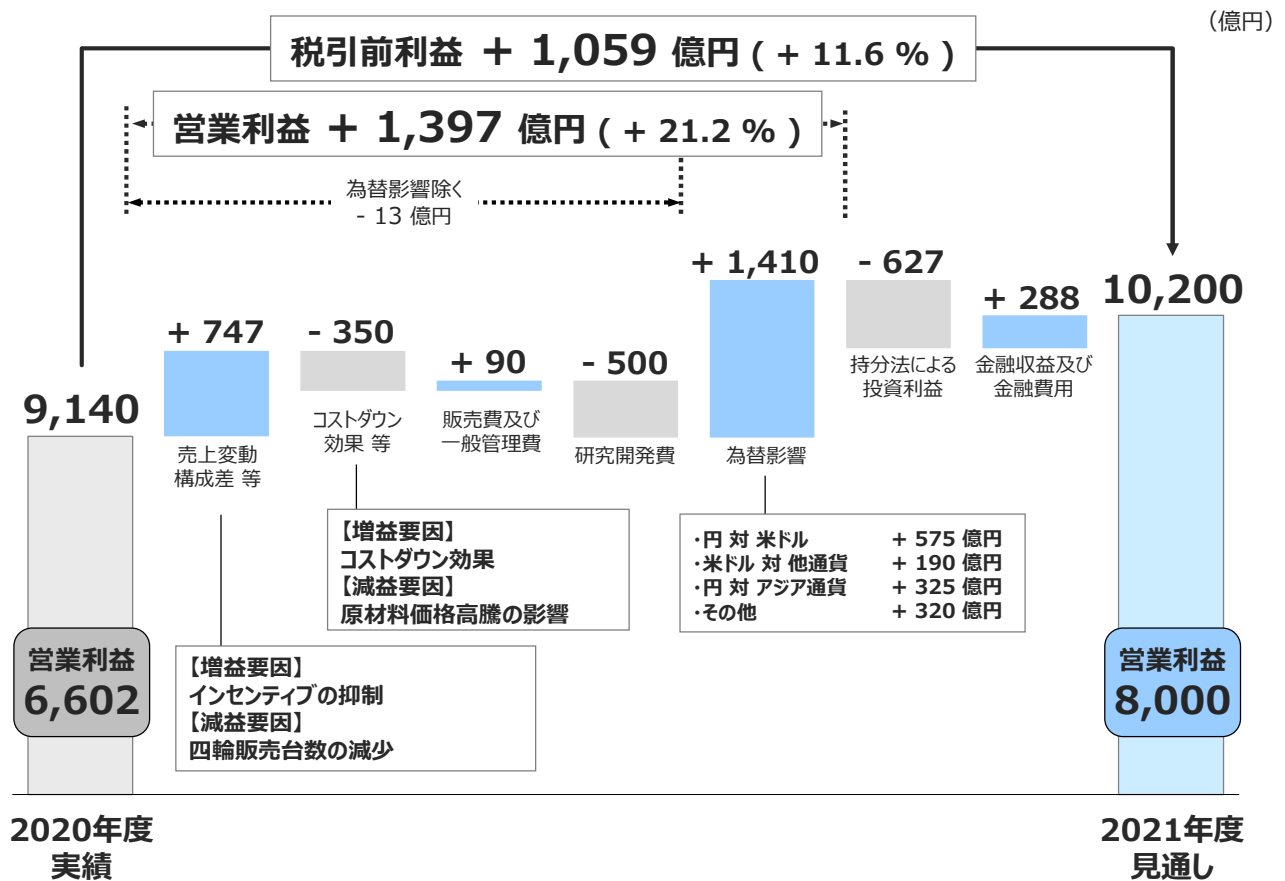 （億円）
税引前利益 + 1,059 億円 ( + 11.6 % )
営業利益 + 1,397 億円 ( + 21.2 % )
為替影響除く
- 13 億円
9,140
+ 747
売上変動
構成差 等
- 350
コストダウン
効果 等
+ 90
販売費及び
一般管理費
- 500
研究開発費
+ 1,410
為替影響
- 627
持分法による
投資利益
+ 288
金融収益及び
金融費用
10,200
【増益要因】
コストダウン効果
【減益要因】
原材料価格高騰の影響
・円 対 米ドル + 575 億円
・米ドル 対 他通貨 + 190 億円
・円 対 アジア通貨 + 325 億円
・その他 + 320 億円
【増益要因】
インセンティブの抑制
【減益要因】
四輪販売台数の減少
営業利益
6,602
営業利益
8,000
2020年度
実績
2021年度
見通し